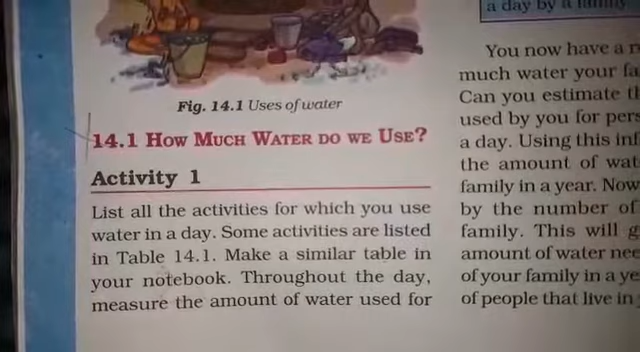 Fig. 14.1 Uses of water
14.1 HOW MUCH WATER DO WE USE?
Activity 1
List all the activities for which you use
water in a day. Some activities are listed
in Table 14.1. Make a similar table in
your notebook. Throughout the day,
measure the amount of water used for
a day by a family
You now have a
much water your
Can you estimate
used by you for
a day. Using this
the amount of
family in a year. Now
by the number of
family. This will
amount of water
of your family in a
of people that live in